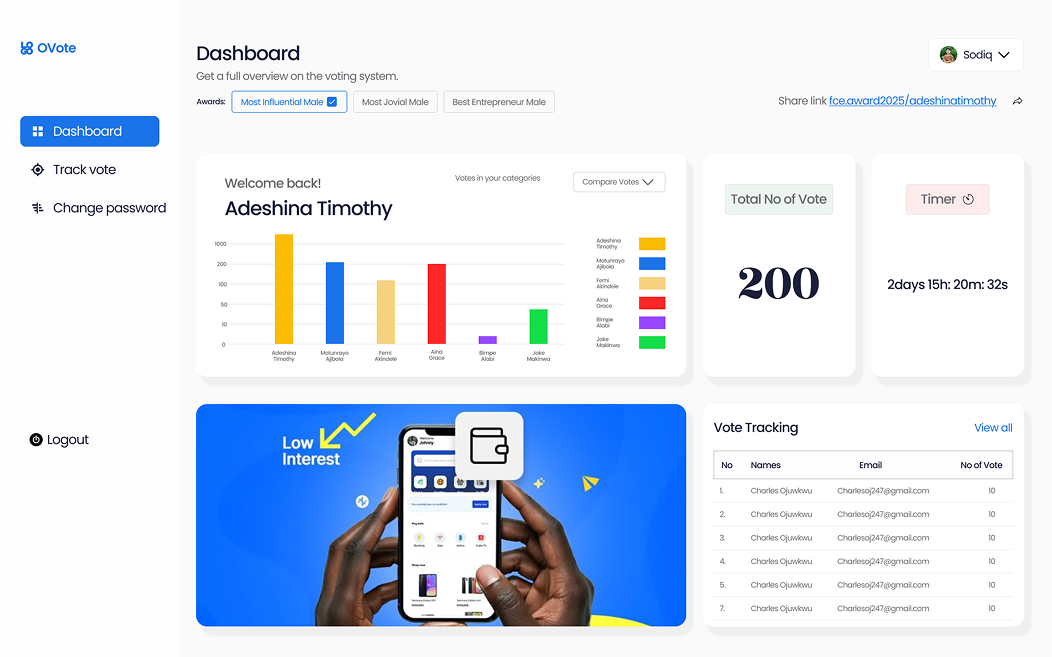 OVote
Dashboard
Track vote
Change password
Logout
Dashboard
Get a full overview on the voting system.
Awards:
Most Influential Male
Most Jovial Male
Best Entrepreneur Male
Sodiq
Share link fce.award2025/adeshinatimothy
Welcome back!
Adeshina Timothy
Votes in your categories
Compare Votes
1000
200
100
50
10
0
Adeshina
Timothy
Motunrayo
Ajibola
Femi
Akindele
Aina
Grace
Bimpe
Alabi
Joke
Makinwa
Adeshina
Timothy
Motunrayo
Ajibola
Femi
Akindele
Aina
Grace
Bimpe
Alabi
Joke
Makinwa
Total No of Vote
200
Timer
2days 15h: 20m: 32s
Low
Interest
Johnny
Vote Tracking
View all
No Names Email No of Vote
1. Charles Ojuwkwu Charlesoj247@gmail.com 10
2. Charles Ojuwkwu Charlesoj247@gmail.com 10
3. Charles Ojuwkwu Charlesoj247@gmail.com 10
4. Charles Ojuwkwu Charlesoj247@gmail.com 10
5. Charles Ojuwkwu Charlesoj247@gmail.com 10
7. Charles Ojuwkwu Charlesoj247@gmail.com 10